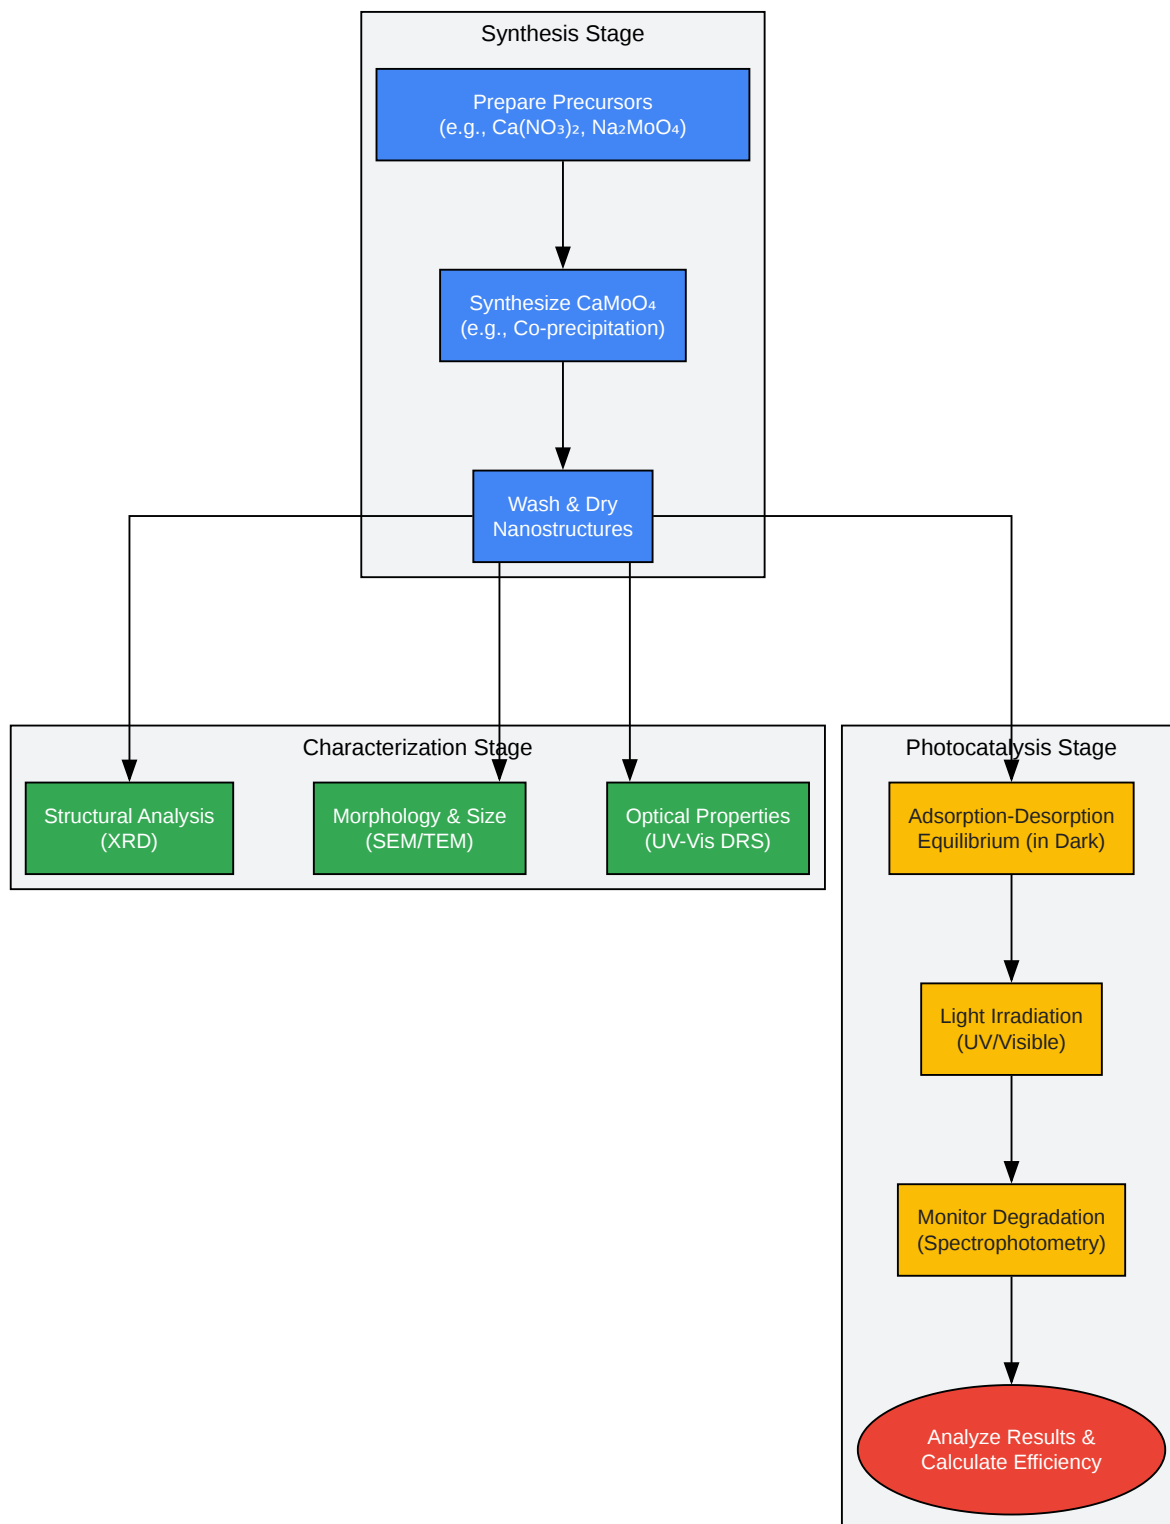 Synthesis Stage
Prepare Precursors
(e.g., Ca(NO₃)₂, Na₂MoO₄)
Synthesize CaMoO₄
(e.g., Co-precipitation)
Wash & Dry
Nanostructures
Characterization Stage
Structural Analysis
(XRD)
Morphology & Size
(SEM/TEM)
Optical Properties
(UV-Vis DRS)
Photocatalysis Stage
Adsorption-Desorption
Equilibrium (in Dark)
Light Irradiation
(UV/Visible)
Monitor Degradation
(Spectrophotometry)
Analyze Results &
Calculate Efficiency